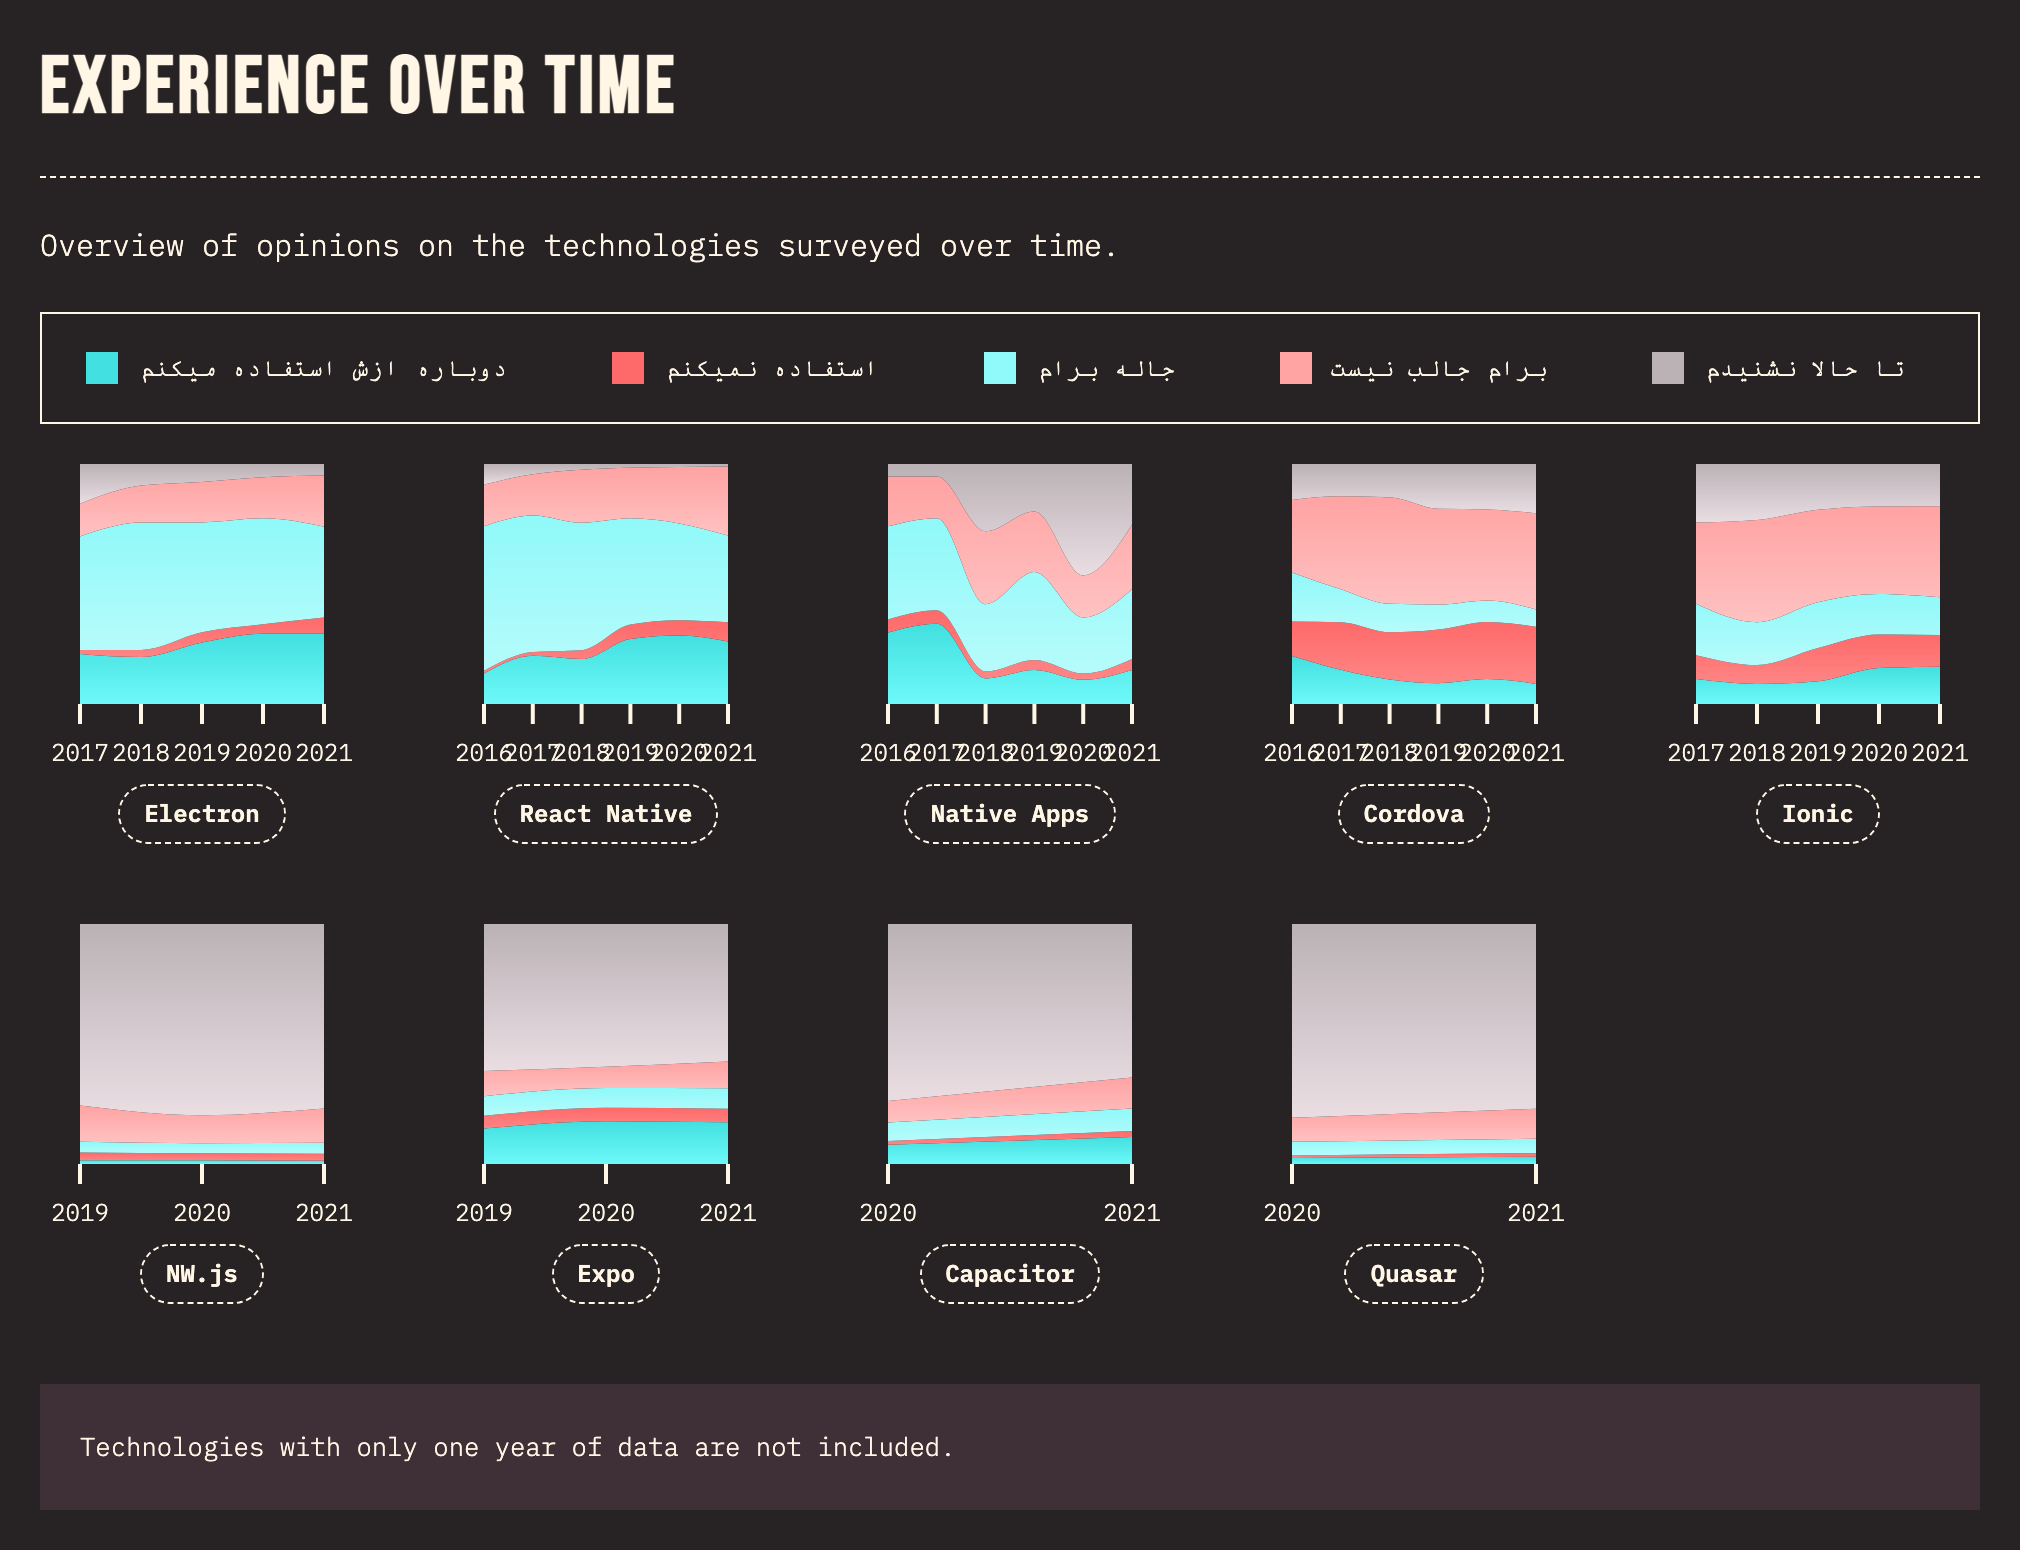 EXPERIENCE OVER TIME
Overview of opinions on the technologies surveyed over time.
دوباره ازش استفاده میکنم
استفاده نمیکنم
جاله برام
برام جالب نیست
تا حالا نشنیدم
2017 2018 2019 2020 2021
2016 2017 2018 2019 2020 2021
2016 2017 2018 2019 2020 2021
2016 2017 2018 2019 2020 2021
2017 2018 2019 2020 2021
Electron
React Native
Native Apps
Cordova
Ionic
2019 2020 2021
2019 2020 2021
2020 2021
2020 2021
NW.js
Expo
Capacitor
Quasar
Technologies with only one year of data are not included.